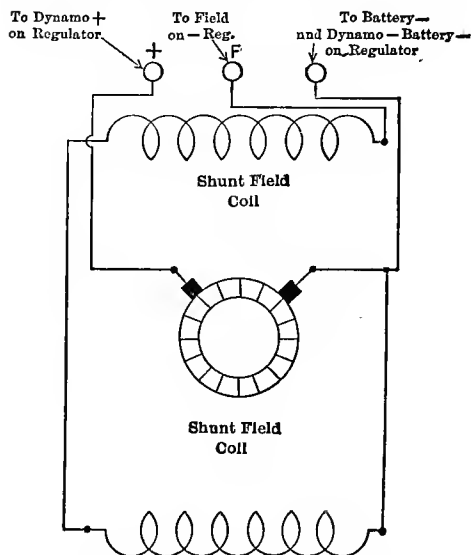 To Dynamo+
on Regulator
To Field
on—Reg.
To Battery—
and Dynamo—Battery—
on Regulator
+
F
Shunt Field
Coil
Shunt Field
Coil